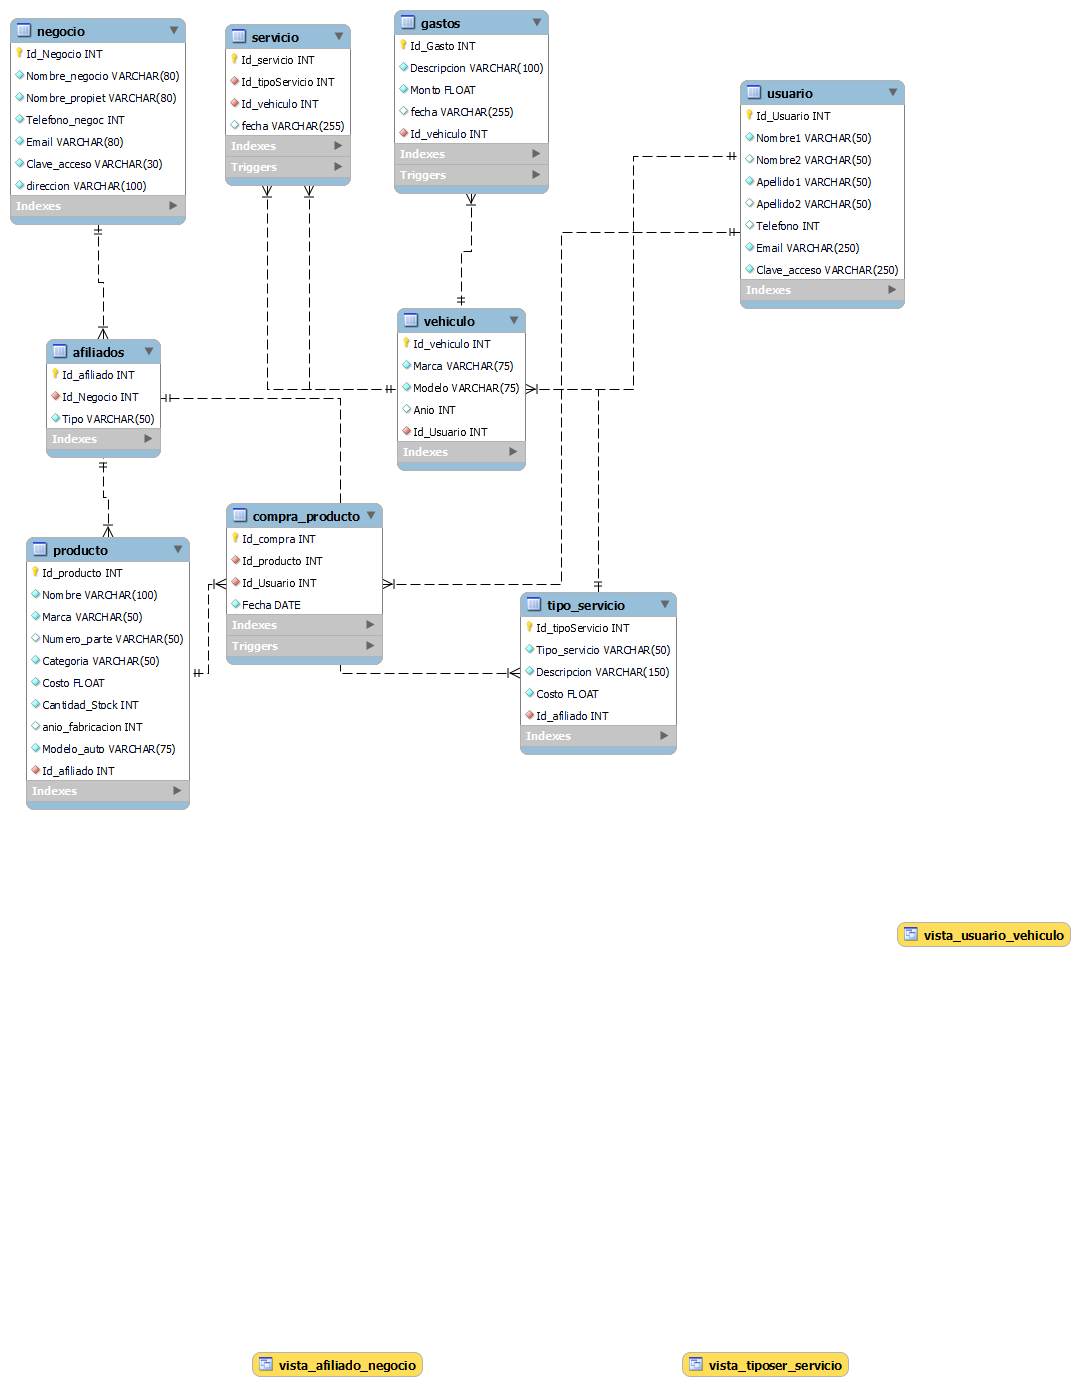 negocio
Id_Negocio INT
Nombre_negocio VARCHAR(80)
Nombre_propiet VARCHAR(80)
Telefono_negoc INT
Email VARCHAR(80)
Clave_acceso VARCHAR(30)
direccion VARCHAR(100)
Indexes
servicio
Id_servicio INT
Id_tipoServicio INT
Id_vehiculo INT
fecha VARCHAR(255)
Indexes
Triggers
gastos
Id_Gasto INT
Descripcion VARCHAR(100)
Monto FLOAT
fecha VARCHAR(255)
Id_vehiculo INT
Indexes
Triggers
usuario
Id_Usuario INT
Nombre1 VARCHAR(50)
Nombre2 VARCHAR(50)
Apellido1 VARCHAR(50)
Apellido2 VARCHAR(50)
Telefono INT
Email VARCHAR(250)
Clave_acceso VARCHAR(250)
Indexes
afiliados
Id_afiliado INT
Id_Negocio INT
Tipo VARCHAR(50)
Indexes
vehiculo
Id_vehiculo INT
Marca VARCHAR(75)
Modelo VARCHAR(75)
Anio INT
Id_Usuario INT
Indexes
producto
Id_producto INT
Nombre VARCHAR(100)
Marca VARCHAR(50)
Numero_parte VARCHAR(50)
Categoria VARCHAR(50)
Costo FLOAT
Cantidad_Stock INT
anio_fabricacion INT
Modelo_auto VARCHAR(75)
Id_afiliado INT
Indexes
compra_producto
Id_compra INT
Id_producto INT
Id_Usuario INT
Fecha DATE
Indexes
Triggers
tipo_servicio
Id_tipoServicio INT
Tipo_servicio VARCHAR(50)
Descripcion VARCHAR(150)
Costo FLOAT
Id_afiliado INT
Indexes
vista_usuario_vehiculo
vista_afiliado_negocio
vista_tiposer_servicio